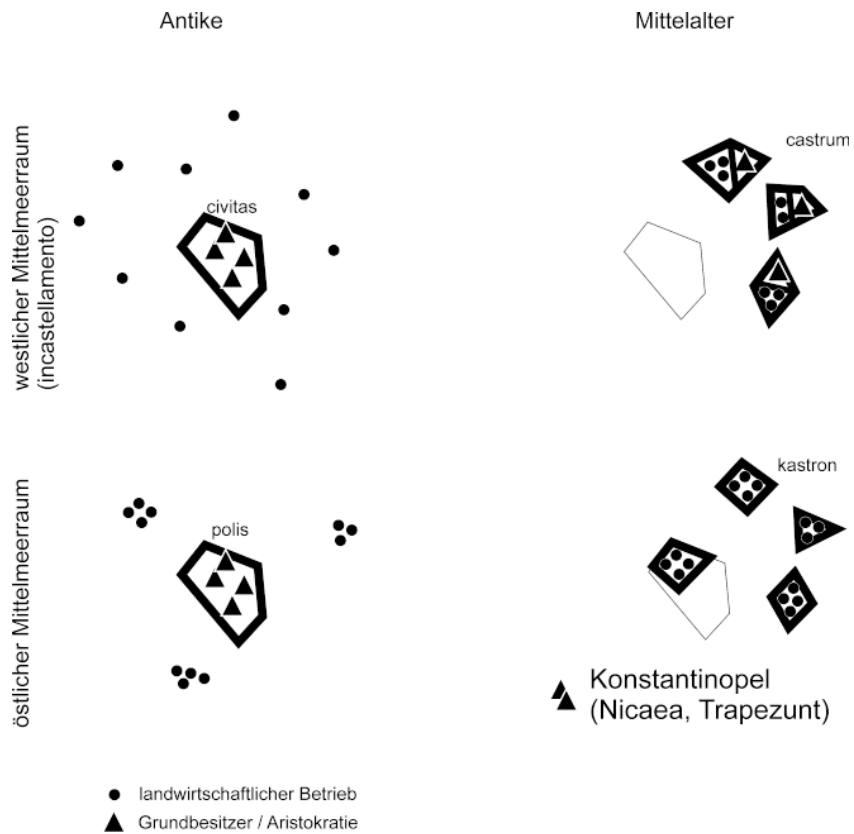 Antike
Mittelalter
westlicher Mittelmeerraum
(incastellamento)
civitas
castrum
östlicher Mittelmeerraum
polis
kastron
Konstantinopel
(Nicaea, Trapezunt)
landwirtschaftlicher Betrieb
Grundbesitzer / Aristokratie